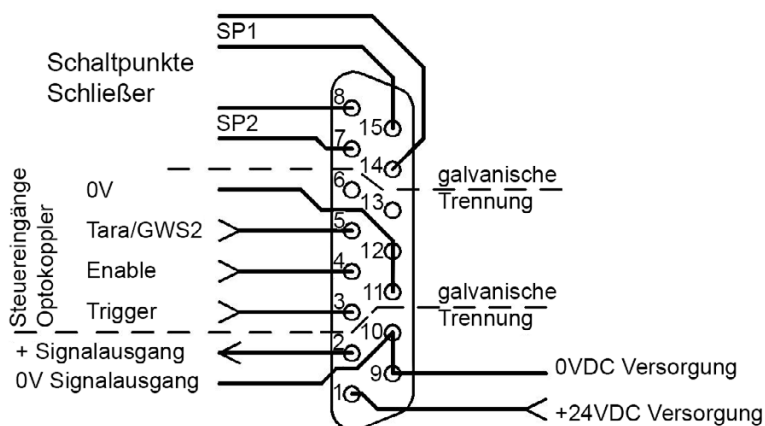 SP1
Schaltpunkte
Schließer
SP2
8
15
7
14
galvanische
Trennung
6
0V
13
Steuereingänge
Optokoppler
Tara/GWS2
5
12
Enable
4
11
galvanische
Trennung
Trigger
3
10
+ Signalausgang
2
0V Signalausgang
9
0VDC Versorgung
1
+24VDC Versorgung